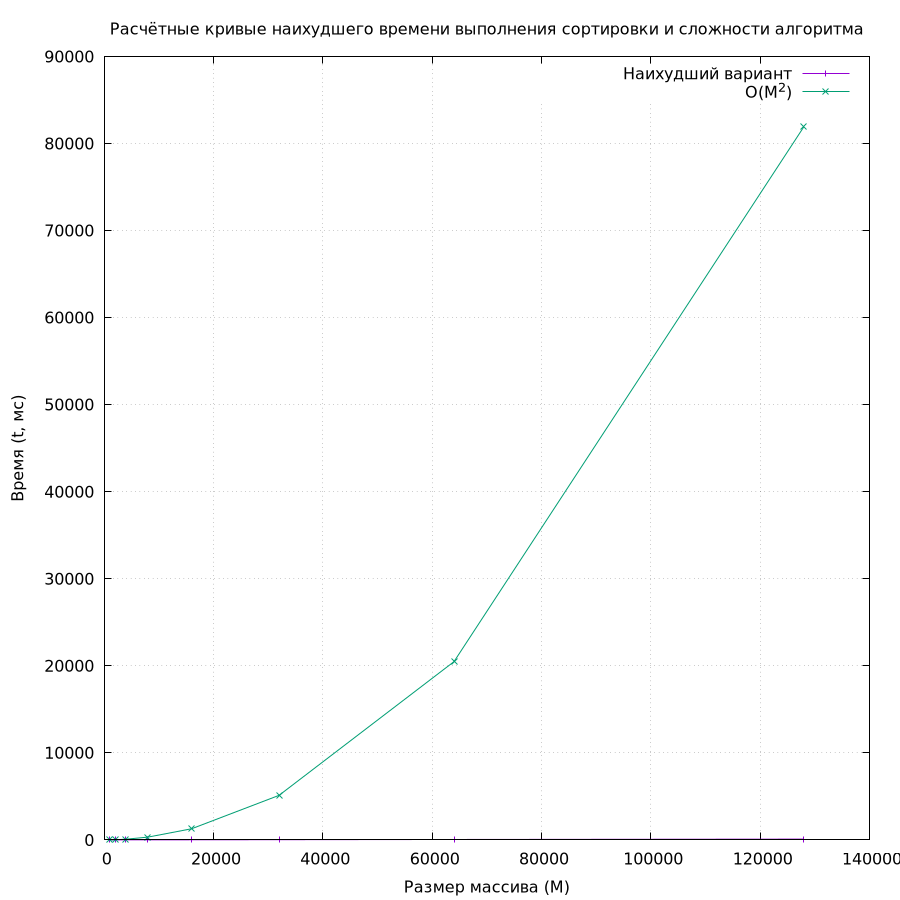 Расчётные кривые наихудшего времени выполнения сортировки и сложности алгоритма
90000
80000
70000
60000
50000
40000
30000
20000
10000
0
Наихудший вариант
O(M²)
Время (t, мс)
0 20000 40000 60000 80000 100000 120000 140000
Размер массива (M)